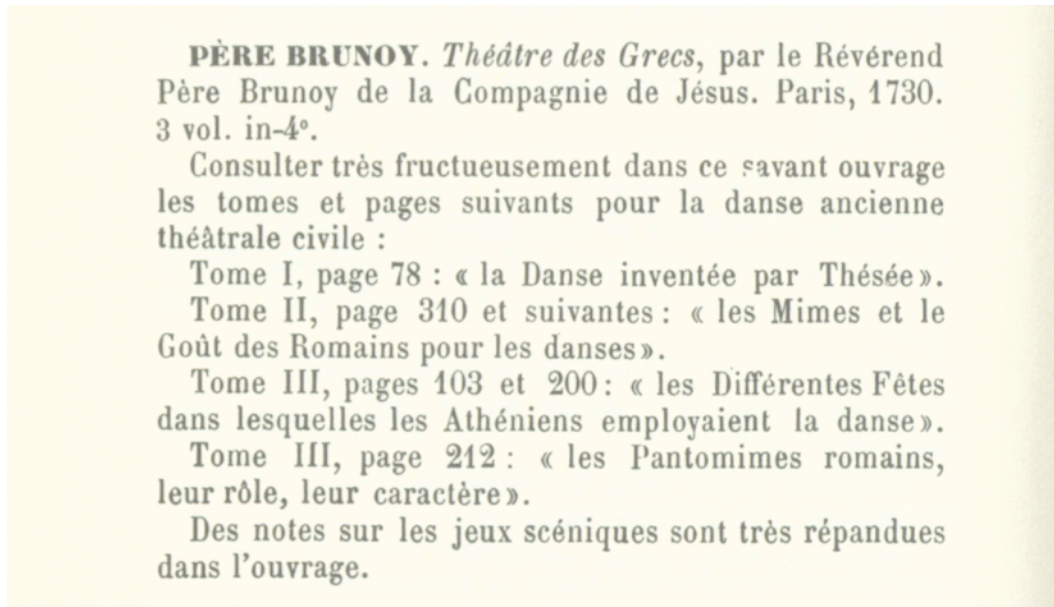 PÈRE BRUNOY. Théâtre des Grecs, par le Révérend
Père Brunoy de la Compagnie de Jésus. Paris, 1730.
3 vol. in-4°.
Consulter très fructueusement dans ce savant ouvrage
les tomes et pages suivants pour la danse ancienne
théâtrale civile :
Tome I, page 78 : « la Danse inventée par Thésée ».
Tome II, page 310 et suivantes : « les Mimes et le
Goût des Romains pour les danses ».
Tome III, pages 103 et 200 : « les Différentes Fêtes
dans lesquelles les Athéniens employaient la danse ».
Tome III, page 212 : « les Pantomimes romains,
leur rôle, leur caractère ».
Des notes sur les jeux scéniques sont très répandues
dans l'ouvrage.